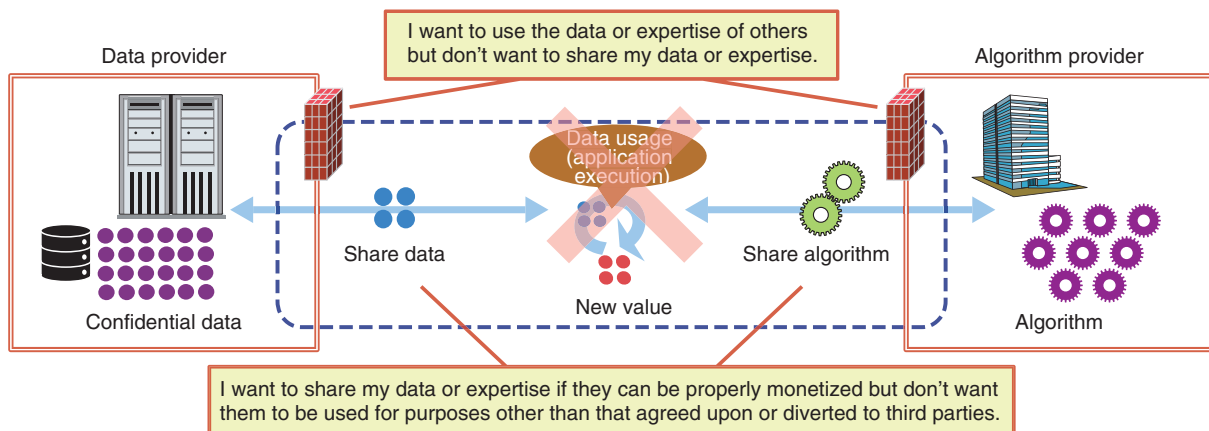 I want to use the data or expertise of others
but don't want to share my data or expertise.
Data provider
Algorithm provider
Data usage
(application
execution)
Share data
Share algorithm
New value
Confidential data
Algorithm
I want to share my data or expertise if they can be properly monetized but don't want
them to be used for purposes other than that agreed upon or diverted to third parties.